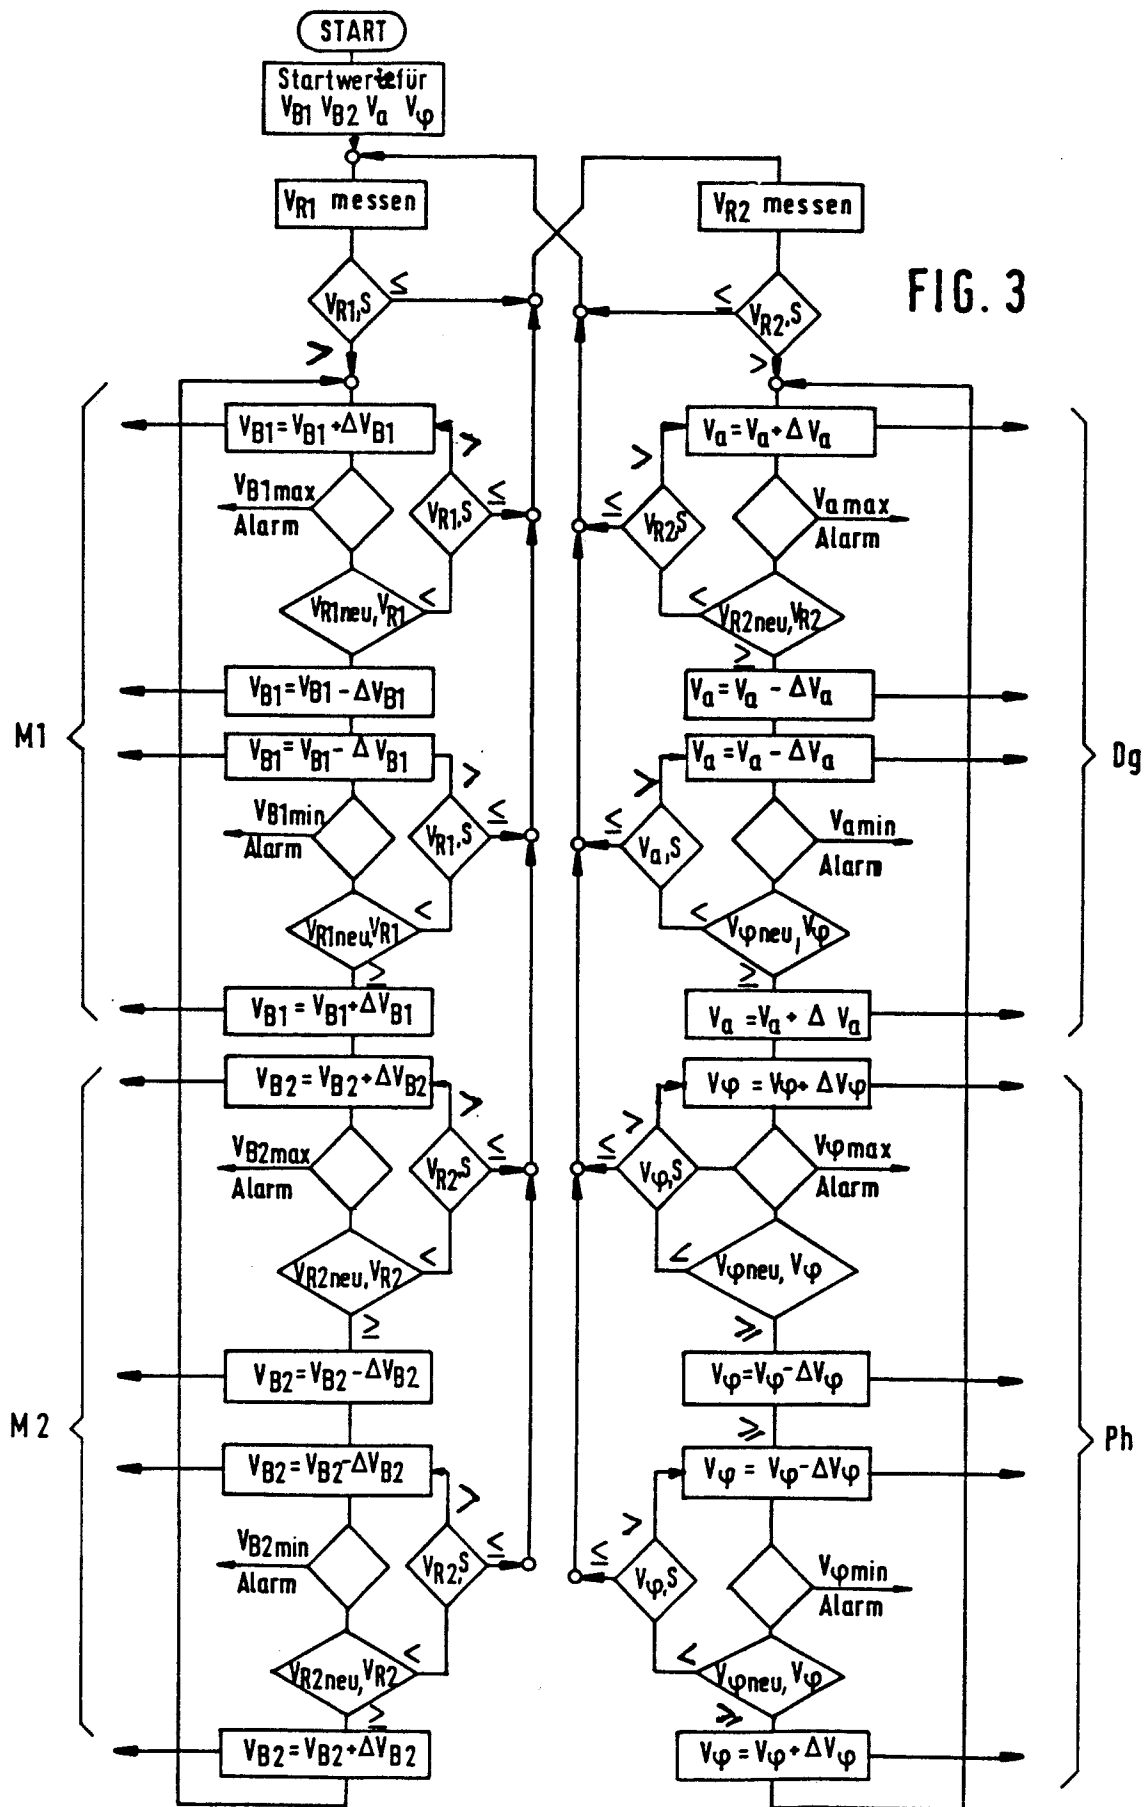 START
Startwerte für
VB1 VB2 Va Vφ
VR1 messen
VR1,S
≤
>
M1
VB1=VB1+ΔVB1
VB1max
Alarm
>
VR1,S
≤
VR1neu,VR1
<
VB1=VB1-ΔVB1
VB1=VB1-ΔVB1
VB1min
Alarm
>
VR1,S
≤
VR1neu,VR1
<
≥
VB1=VB1+ΔVB1
M2
VB2=VB2+ΔVB2
VB2max
Alarm
>
VR2,S
≤
VR2neu,VR2
<
≥
VB2=VB2-ΔVB2
VB2=VB2-ΔVB2
VB2min
Alarm
>
VR2,S
≤
VR2neu,VR2
<
≥
VB2=VB2+ΔVB2
VR2 messen
FIG. 3
≤
VR2,S
>
Va=Va+ΔVa
>
≤
VR2,S
Vamax
Alarm
<
VR2neu,VR2
≥
Va=Va-ΔVa
Va=Va-ΔVa
>
≤
Va,S
Vamin
Alarm
<
Vφneu,Vφ
≥
Va=Va+ΔVa
Dg
Vφ=Vφ+ΔVφ
>
≤
Vφ,S
Vφmax
Alarm
<
Vφneu,Vφ
≥
Vφ=Vφ-ΔVφ
≥
Vφ=Vφ-ΔVφ
>
≤
Vφ,S
Vφmin
Alarm
<
Vφneu,Vφ
≥
Vφ=Vφ+ΔVφ
Ph